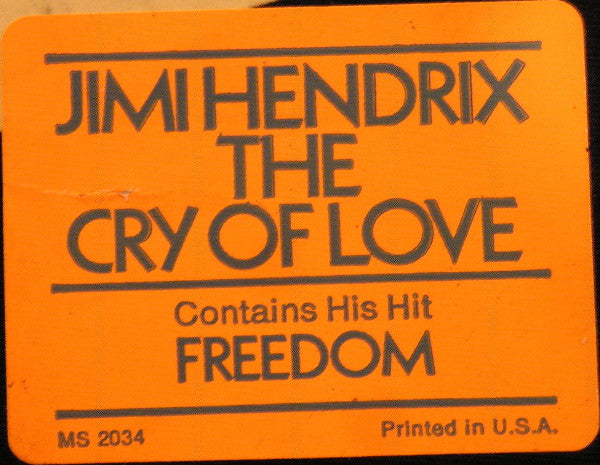 JIMI HENDRIX
THE
CRY OF LOVE
Contains His Hit
FREEDOM
MS 2034
Printed in U.S.A.